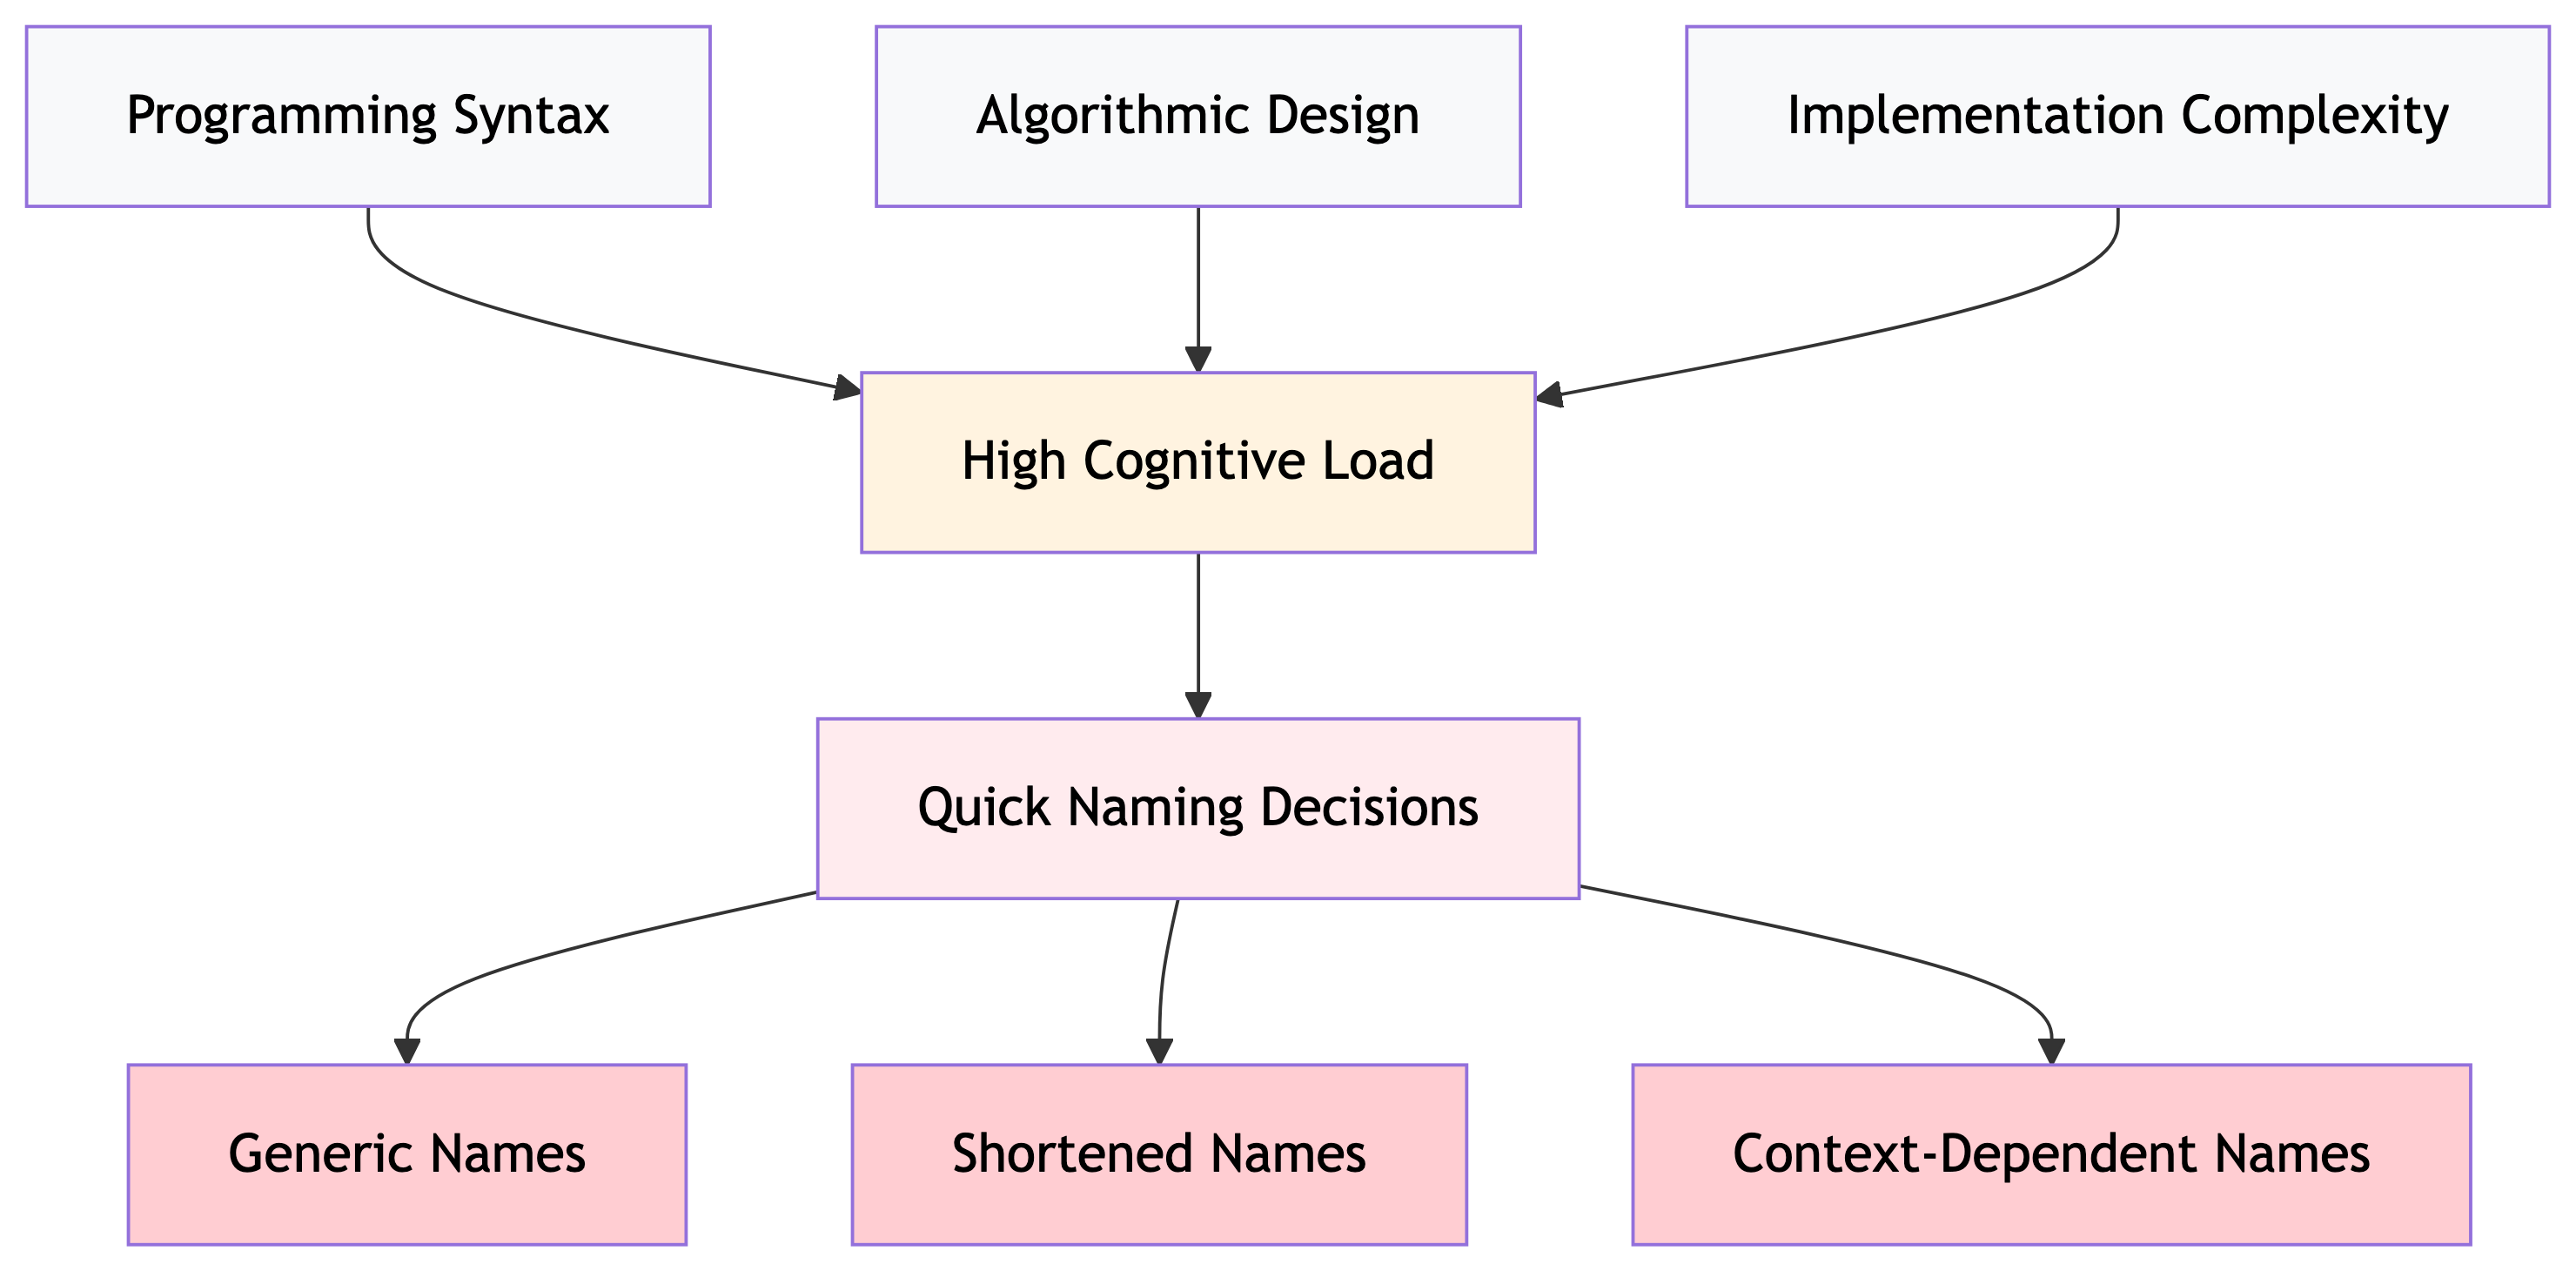 Programming Syntax
Algorithmic Design
Implementation Complexity
High Cognitive Load
Quick Naming Decisions
Generic Names
Shortened Names
Context-Dependent Names